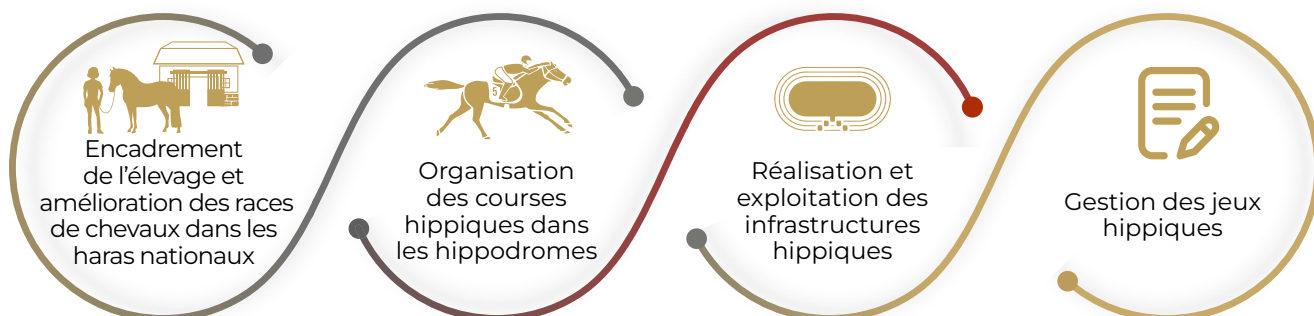 Encadrement
de l'élevage et
amélioration des races
de chevaux dans les
haras nationaux
5
Organisation
des courses
hippiques dans
les hippodromes
Réalisation et
exploitation des
infrastructures
hippiques
Gestion des jeux
hippiques